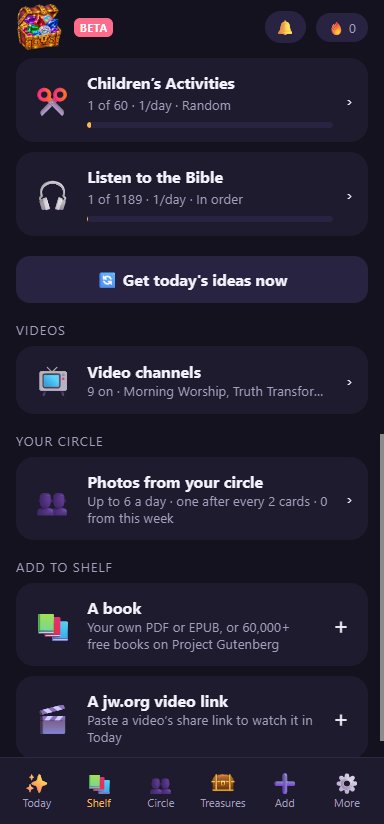 BETA
0
Children's Activities
1 of 60 · 1/day · Random
Listen to the Bible
1 of 1189 · 1/day · In order
Get today's ideas now
VIDEOS
Video channels
9 on · Morning Worship, Truth Transfor...
YOUR CIRCLE
Photos from your circle
Up to 6 a day · one after every 2 cards · 0
from this week
ADD TO SHELF
A book
Your own PDF or EPUB, or 60,000+
free books on Project Gutenberg
A jw.org video link
Paste a video's share link to watch it in
Today
Today
Shelf
Circle
Treasures
Add
More